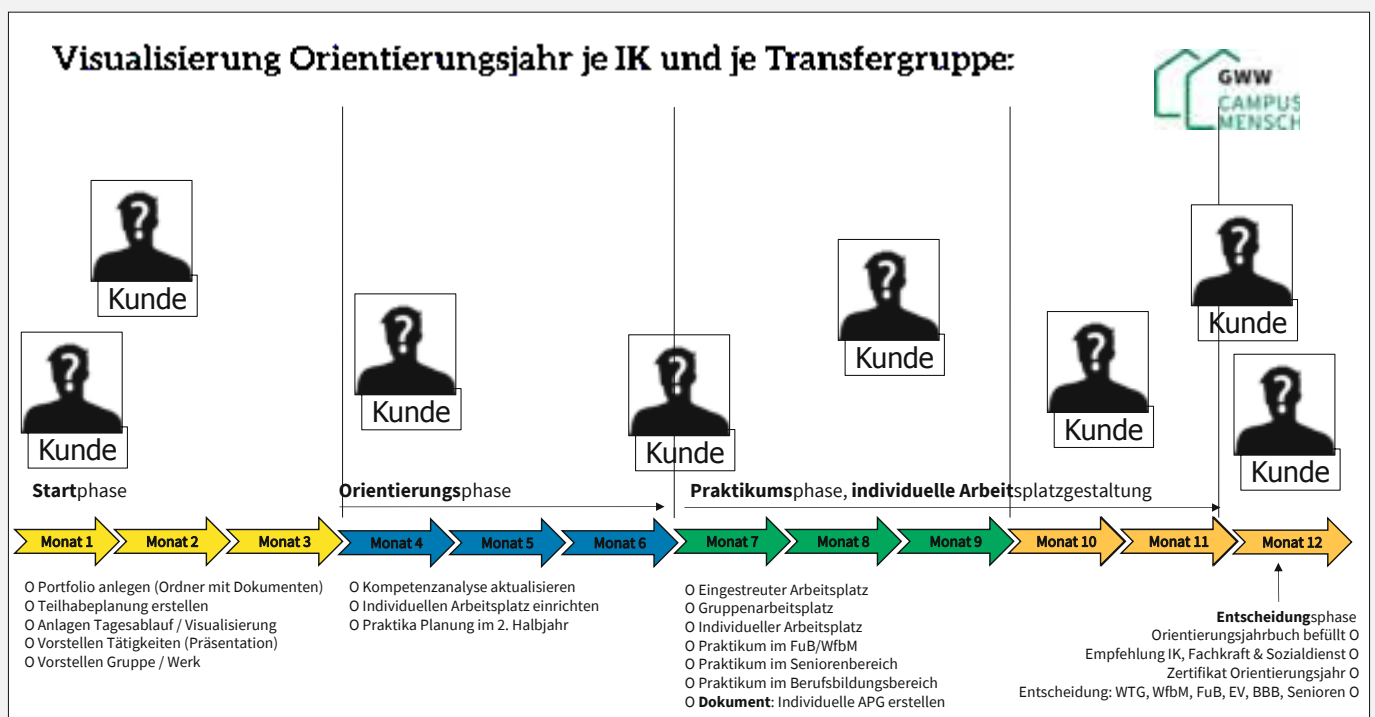 Visualisierung Orientierungsjahr je IK und je Transfergruppe:
GWW
CAMPUS
MENSCH
?
Kunde
?
Kunde
?
Kunde
?
Kunde
?
Kunde
?
Kunde
?
Kunde
?
Kunde
Startphase
Orientierungsphase
Praktikumsphase, individuelle Arbeitsplatzgestaltung
Monat 1
Monat 2
Monat 3
Monat 4
Monat 5
Monat 6
Monat 7
Monat 8
Monat 9
Monat 10
Monat 11
Monat 12
O Portfolio anlegen (Ordner mit Dokumenten)
O Teilhabeplanung erstellen
O Anlagen Tagesablauf / Visualisierung
O Vorstellen Tätigkeiten (Präsentation)
O Vorstellen Gruppe / Werk
O Kompetenzanalyse aktualisieren
O Individuellen Arbeitsplatz einrichten
O Praktika Planung im 2. Halbjahr
O Eingestreuter Arbeitsplatz
O Gruppenarbeitsplatz
O Individueller Arbeitsplatz
O Praktikum im FuB/WfbM
O Praktikum im Seniorenbereich
O Praktikum im Berufsbildungsbereich
O Dokument: Individuelle APG erstellen
Entscheidungsphase
Orientierungsjahrbuch befüllt O
Empfehlung IK, Fachkraft & Sozialdienst O
Zertifikat Orientierungsjahr O
Entscheidung: WTG, WfbM, FuB, EV, BBB, Senioren O